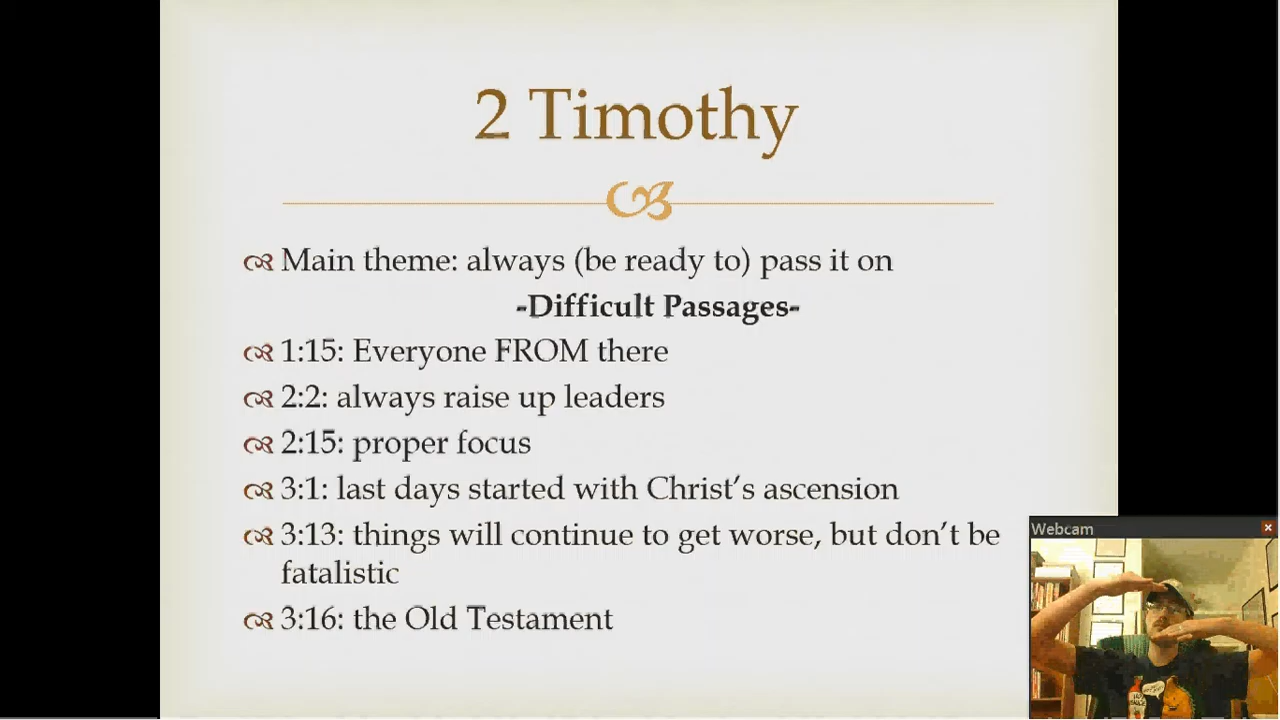 2 Timothy
Main theme: always (be ready to) pass it on
-Difficult Passages-
1:15: Everyone FROM there
2:2: always raise up leaders
2:15: proper focus
3:1: last days started with Christ's ascension
3:13: things will continue to get worse, but don't be
fatalistic
3:16: the Old Testament
Webcam